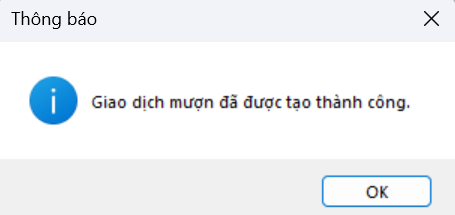 Thông báo
Giao dịch mượn đã được tạo thành công.
OK